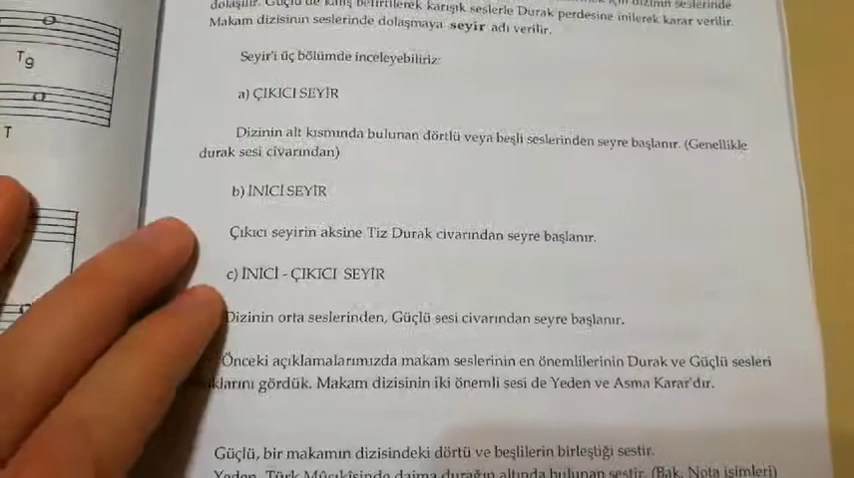 Tg
T
dolaşılır. Güçlü'de kalış belirtilerek karışık seslerle Durak perdesine inilerek karar verilir.
Makam dizisinin seslerinde dolaşmaya seyir adı verilir.
Seyir'i üç bölümde inceleyebiliriz:
a) ÇIKICI SEYİR
Dizinin alt kısmında bulunan dörtlü veya beşli seslerinden seyre başlanır. (Genellikle
durak sesi civarından)
b) İNİCİ SEYİR
Çıkıcı seyirin aksine Tiz Durak civarından seyre başlanır.
c) İNİCİ - ÇIKICI SEYİR
Dizinin orta seslerinden, Güçlü sesi civarından seyre başlanır.
Önceki açıklamalarımızda makam seslerinin en önemlilerinin Durak ve Güçlü sesleri
gördük. Makam dizisinin iki önemli sesi de Yeden ve Asma Karar'dır.
Güçlü, bir makamın dizisindeki dörtü ve beşlilerin birleştiği sestir.
Yeden, Türk Mûsıkîsinde daima durağın altında bulunan sestir. (Bak. Nota isimleri)